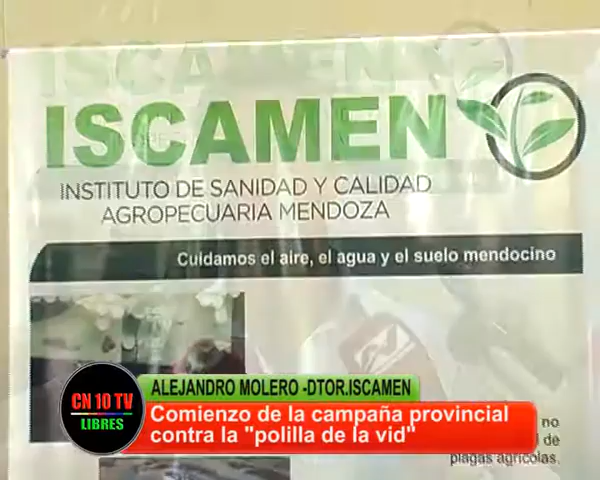 ISCAMEN
ISCAMEN
INSTITUTO DE SANIDAD Y CALIDAD
AGROPECUARIA MENDOZA
Cuidamos el aire, el agua y el suelo mendocino
no
de
plagas agrícolas.
CN 10 TV
LIBRES
ALEJANDRO MOLERO -DTOR.ISCAMEN
Comienzo de la campaña provincial
contra la "polilla de la vid"